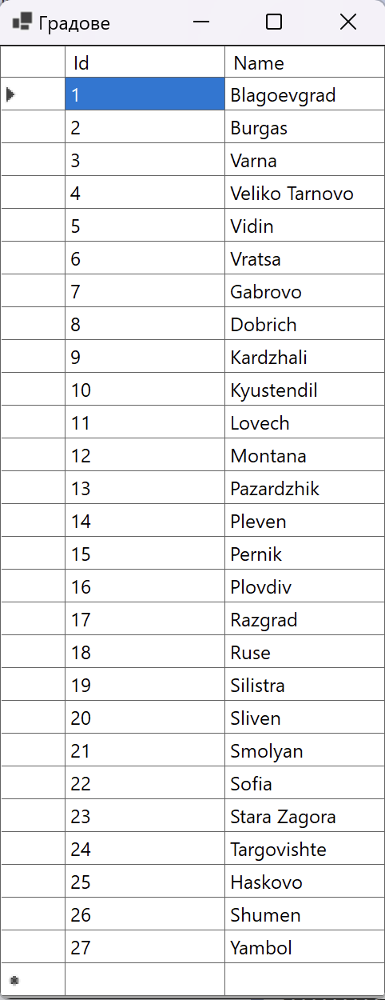 Градове
Id Name
1 Blagoevgrad
2 Burgas
3 Varna
4 Veliko Tarnovo
5 Vidin
6 Vratsa
7 Gabrovo
8 Dobrich
9 Kardzhali
10 Kyustendil
11 Lovech
12 Montana
13 Pazardzhik
14 Pleven
15 Pernik
16 Plovdiv
17 Razgrad
18 Ruse
19 Silistra
20 Sliven
21 Smolyan
22 Sofia
23 Stara Zagora
24 Targovishte
25 Haskovo
26 Shumen
27 Yambol